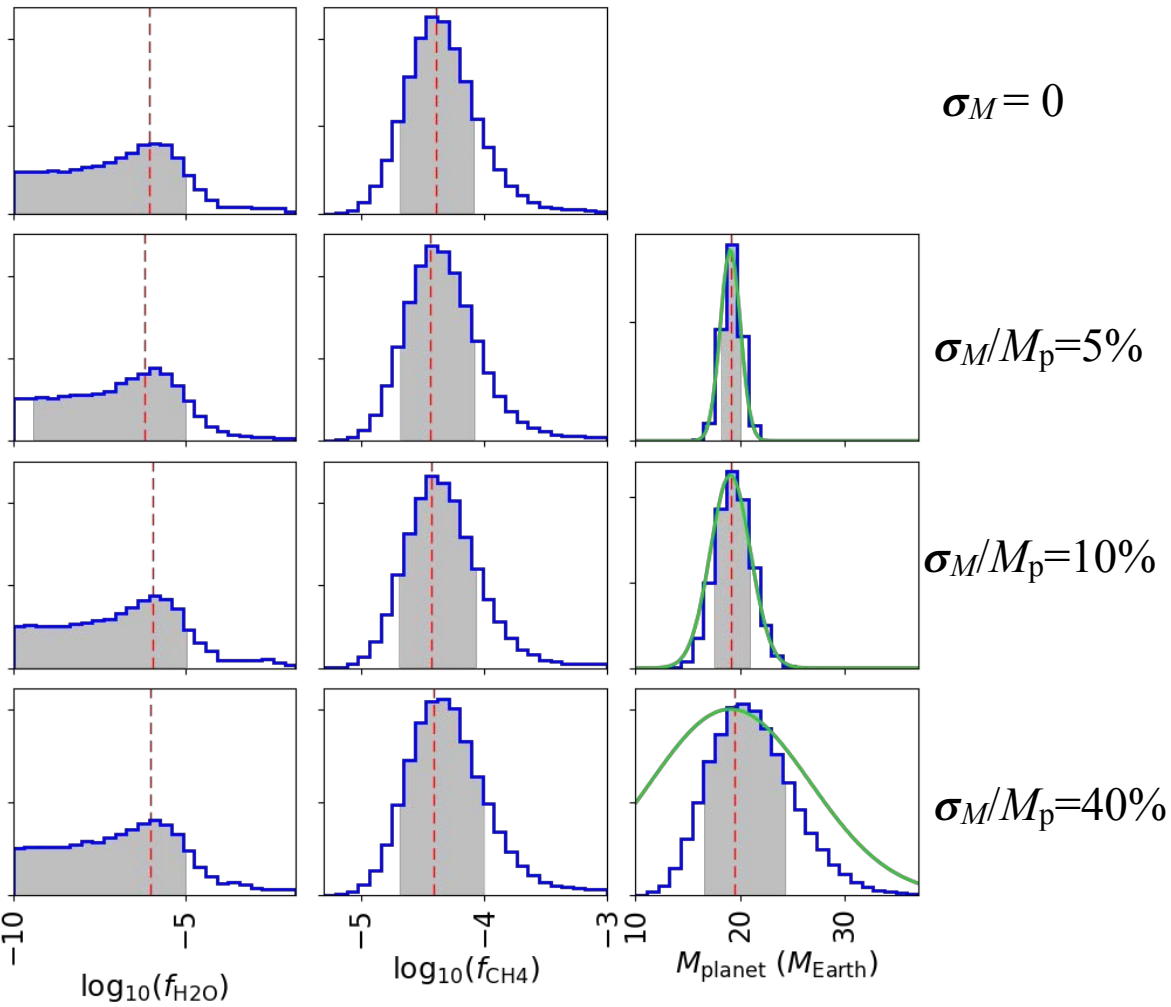 σM = 0
σM/Mp=5%
σM/Mp=10%
σM/Mp=40%
−10
−5
−5
−4
−3
10
20
30
log10(fH2O)
log10(fCH4)
Mplanet (MEarth)